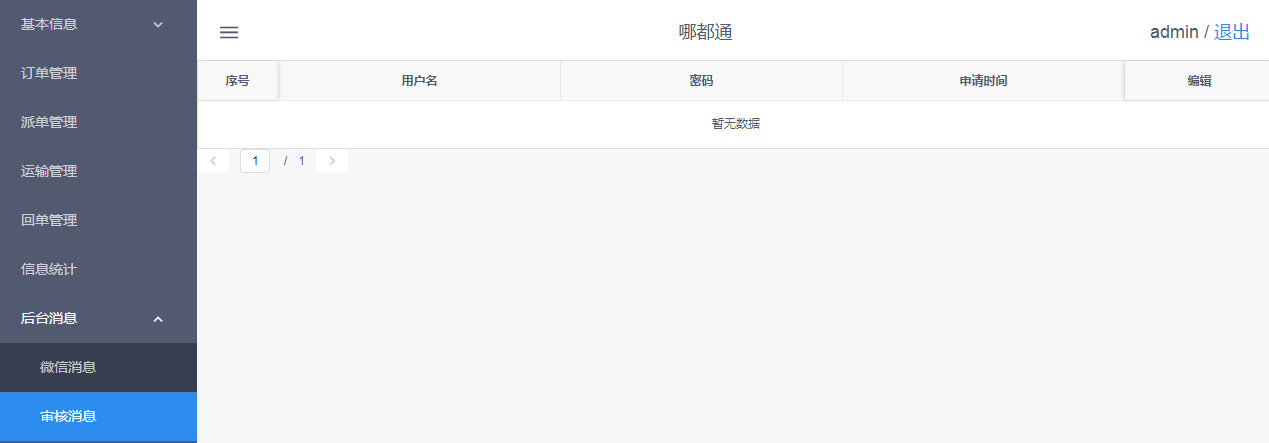 基本信息
订单管理
派单管理
运输管理
回单管理
信息统计
后台消息
微信消息
审核消息
哪都通
admin / 退出
序号 用户名 密码 申请时间 编辑
暂无数据
1 / 1